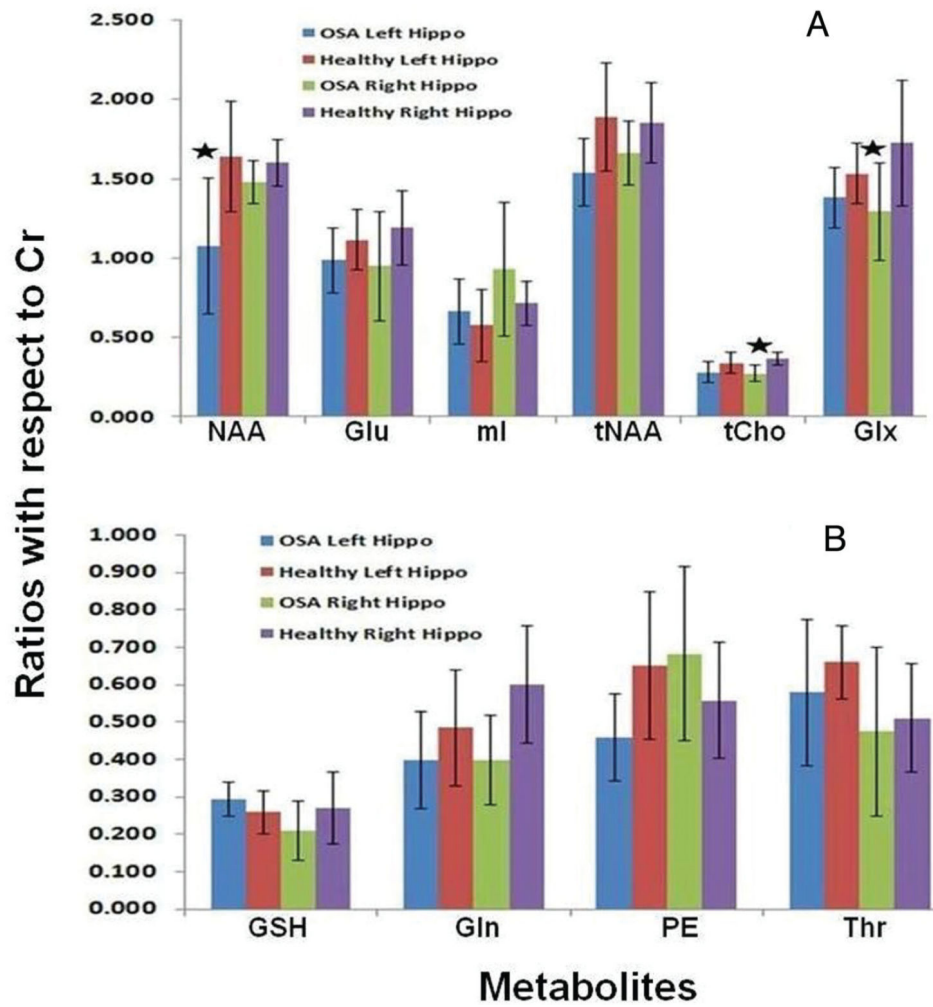 Ratios with respect to Cr
A
2.500
2.000
1.500
1.000
0.500
0.000
OSA Left Hippo
Healthy Left Hippo
OSA Right Hippo
Healthy Right Hippo
NAA Glu mI tNAA tCho Glx
B
1.000
0.900
0.800
0.700
0.600
0.500
0.400
0.300
0.200
0.100
0.000
OSA Left Hippo
Healthy Left Hippo
OSA Right Hippo
Healthy Right Hippo
GSH Gln PE Thr
Metabolites